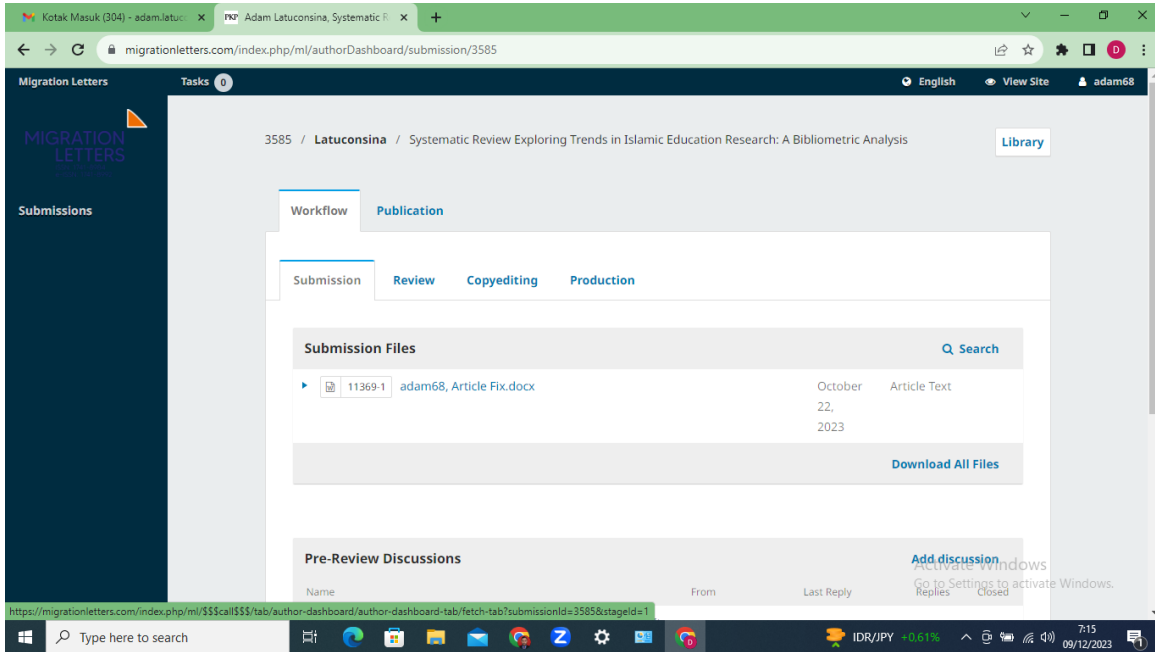 Kotak Masuk (304) - adam.latuc
PKP Adam Latuconsina, Systematic R
migrationletters.com/index.php/ml/authorDashboard/submission/3585
D
Migration Letters Tasks 0 English View Site adam68
MIGRATION
LETTERS
3585 / Latuconsina / Systematic Review Exploring Trends in Islamic Education Research: A Bibliometric Analysis
Library
Submissions
Workflow Publication
Submission Review Copyediting Production
Submission Files Search
11369-1 adam68, Article Fix.docx October 22, 2023 Article Text
Download All Files
Pre-Review Discussions Add discussion
Activate Windows
Go to Settings to activate Windows.
Name From Last Reply Replies Closed
https://migrationletters.com/index.php/ml/$$$call$$$/tab/author-dashboard/author-dashboard-tab/fetch-tab?submissionId=3585&stageId=1
Type here to search
IDR/JPY +0,61%
7:15
09/12/2023
1